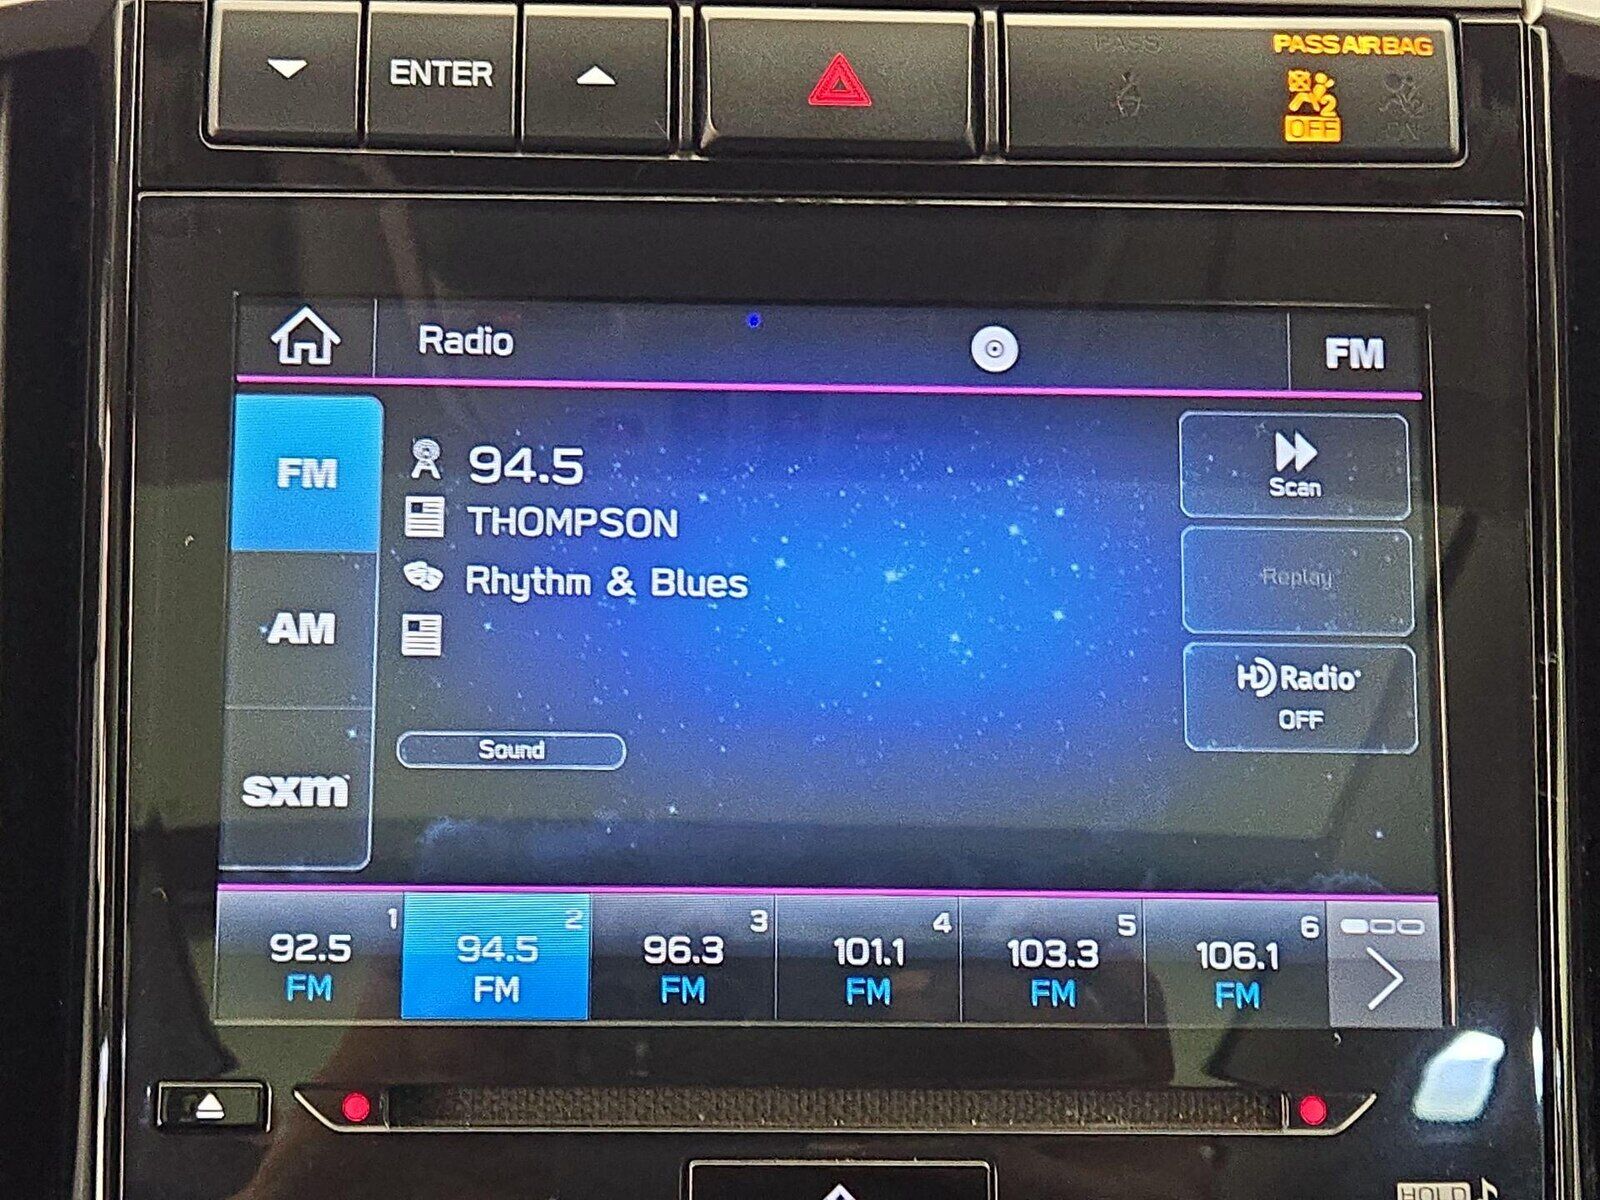 ENTER
PASS
PASS AIR BAG
2
OFF
ON
Radio
FM
FM
94.5
THOMPSON
Rhythm & Blues
Scan
Replay
AM
HD Radio
OFF
Sound
sxm
1
92.5
FM
2
94.5
FM
3
96.3
FM
4
101.1
FM
5
103.3
FM
6
106.1
FM
HOLD